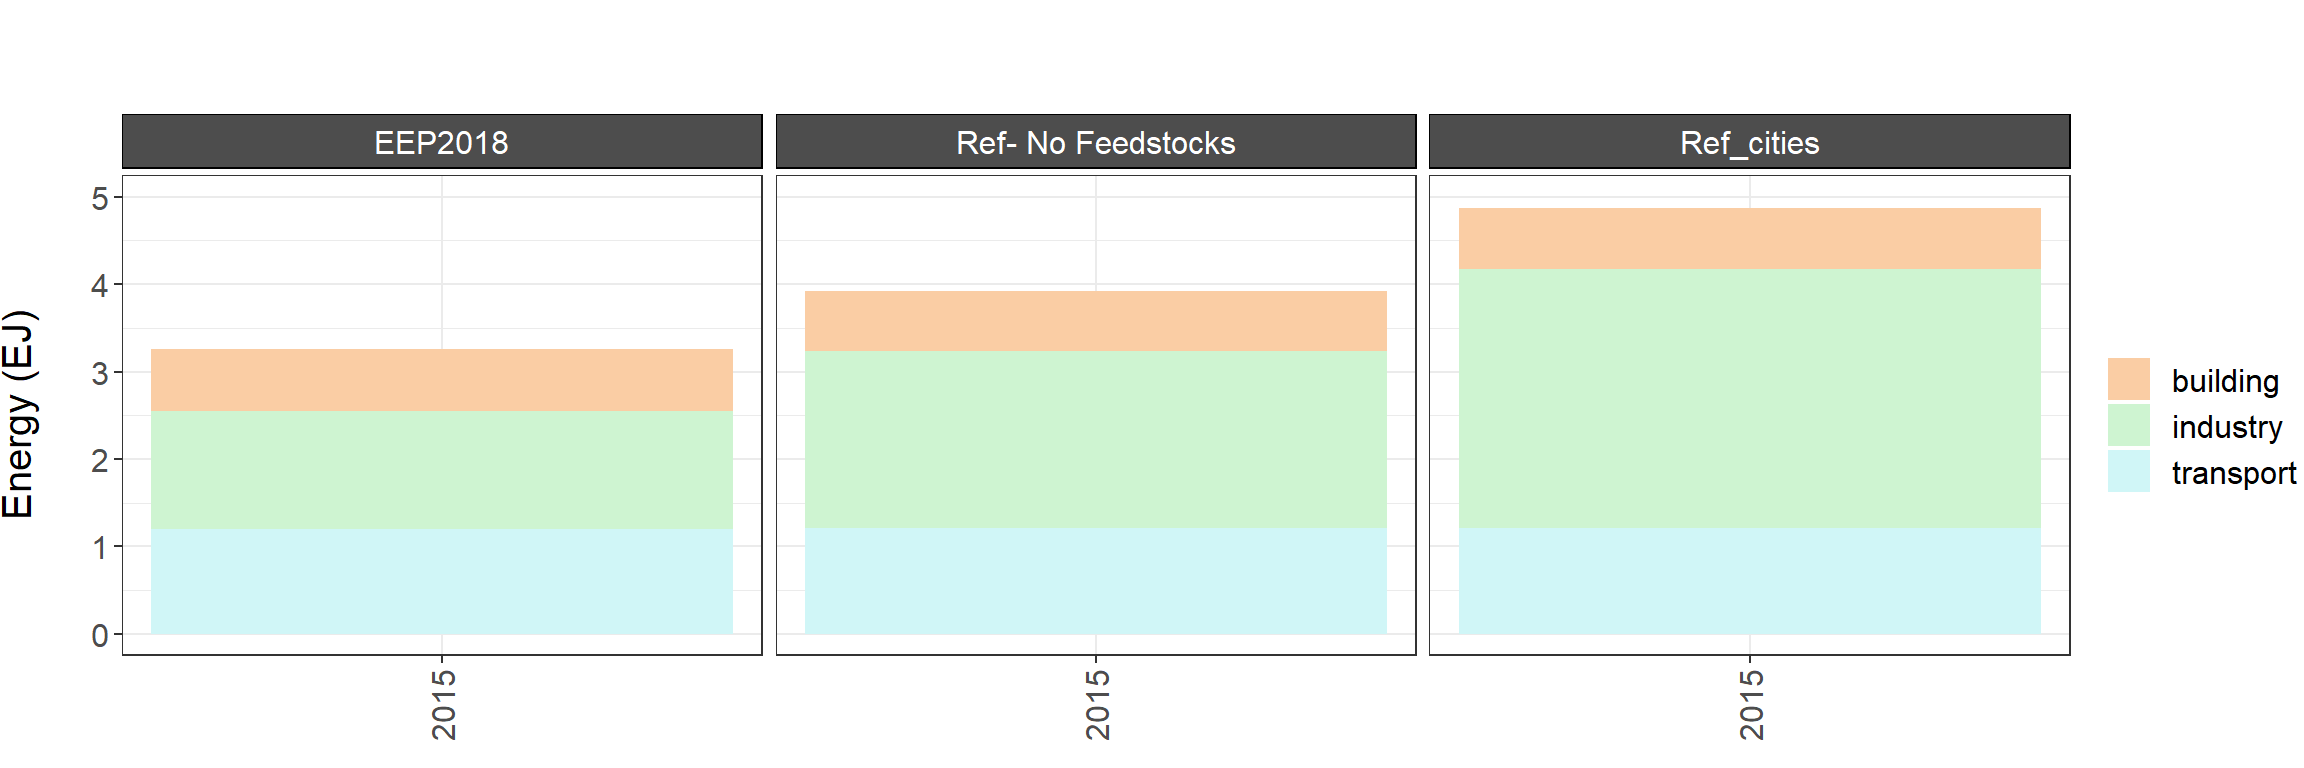 EEP2018
Ref- No Feedstocks
Ref_cities
Energy (EJ)
5
4
3
2
1
0
2015
2015
2015
building
industry
transport